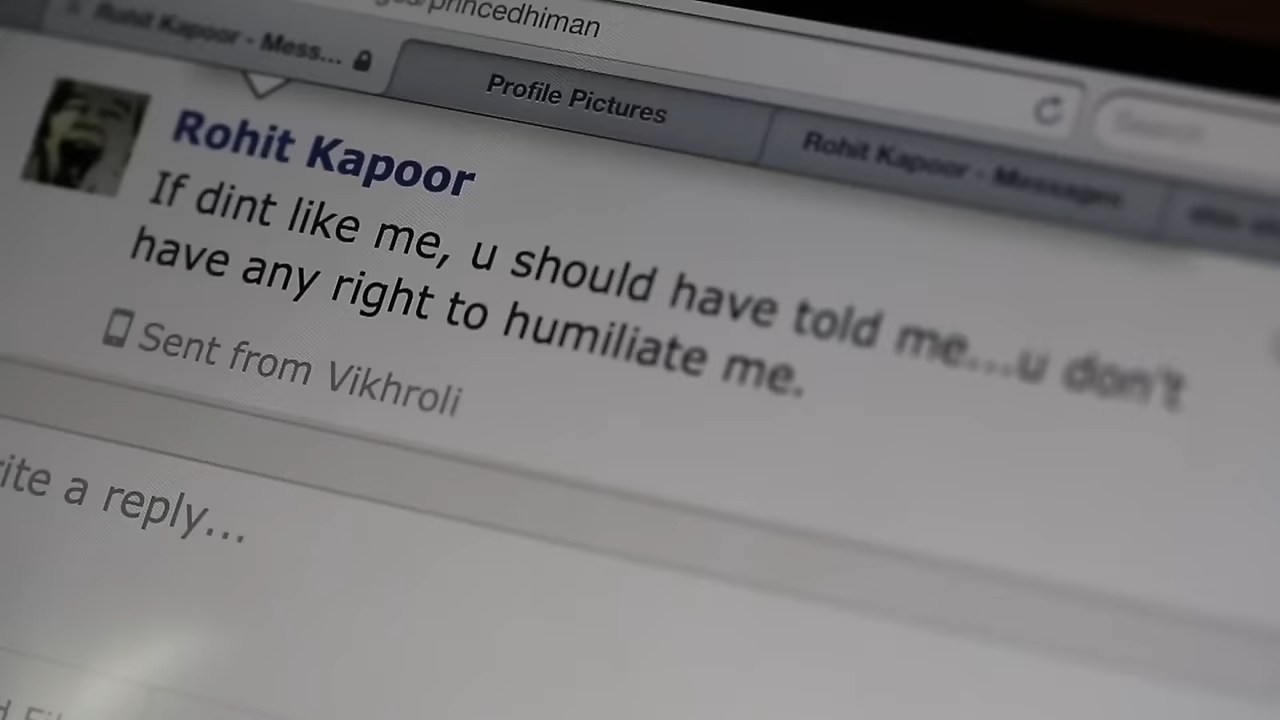 princedhiman
Rohit Kapoor - Mess...
Profile Pictures
Rohit Kapoor - Messages
Search
Rohit Kapoor
If dint like me, u should have told me...u don't
have any right to humiliate me.
Sent from Vikhroli
ite a reply...